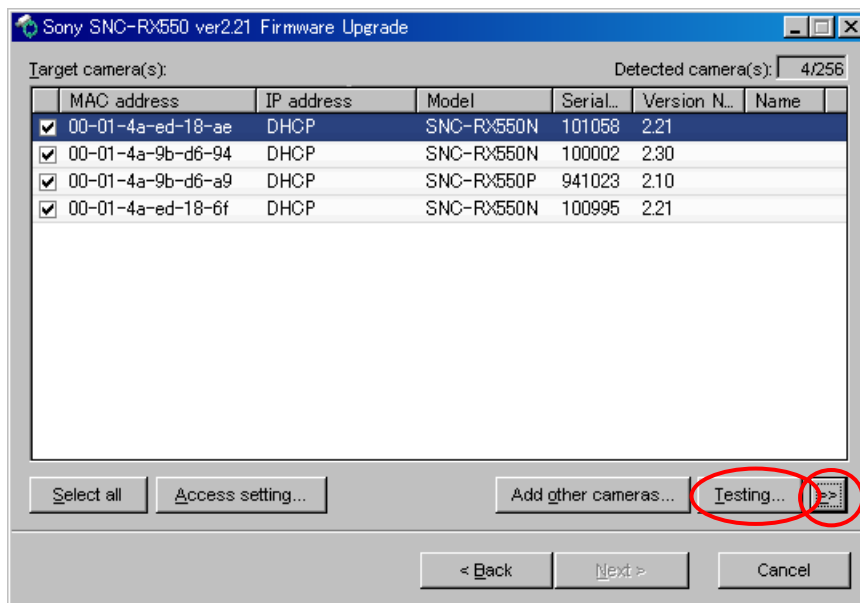 Sony SNC-RX550 ver2.21 Firmware Upgrade
Target camera(s): Detected camera(s): 4/256
MAC address IP address Model Serial... Version N... Name
00-01-4a-ed-18-ae DHCP SNC-RX550N 101058 2.21
00-01-4a-9b-d6-94 DHCP SNC-RX550N 100002 2.30
00-01-4a-9b-d6-a9 DHCP SNC-RX550P 941023 2.10
00-01-4a-ed-18-6f DHCP SNC-RX550N 100995 2.21
Select all Access setting... Add other cameras... Testing... >>
< Back Next > Cancel